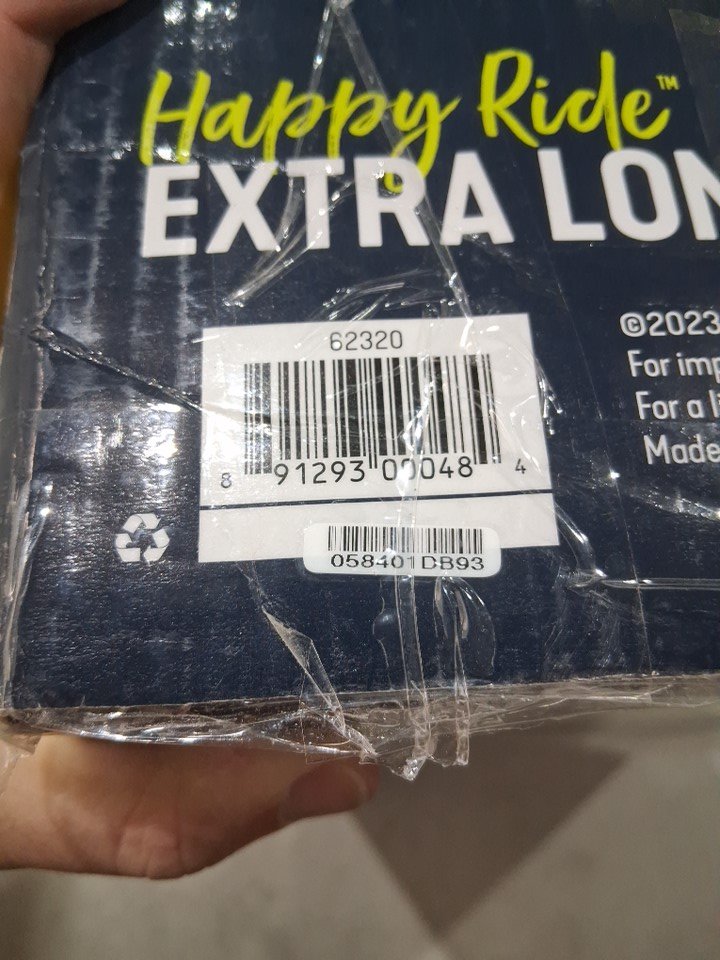 Happy Ride™
EXTRA LON
©2023
For imp
For a l
Made
62320
8 91293 00048 4
058401DB93